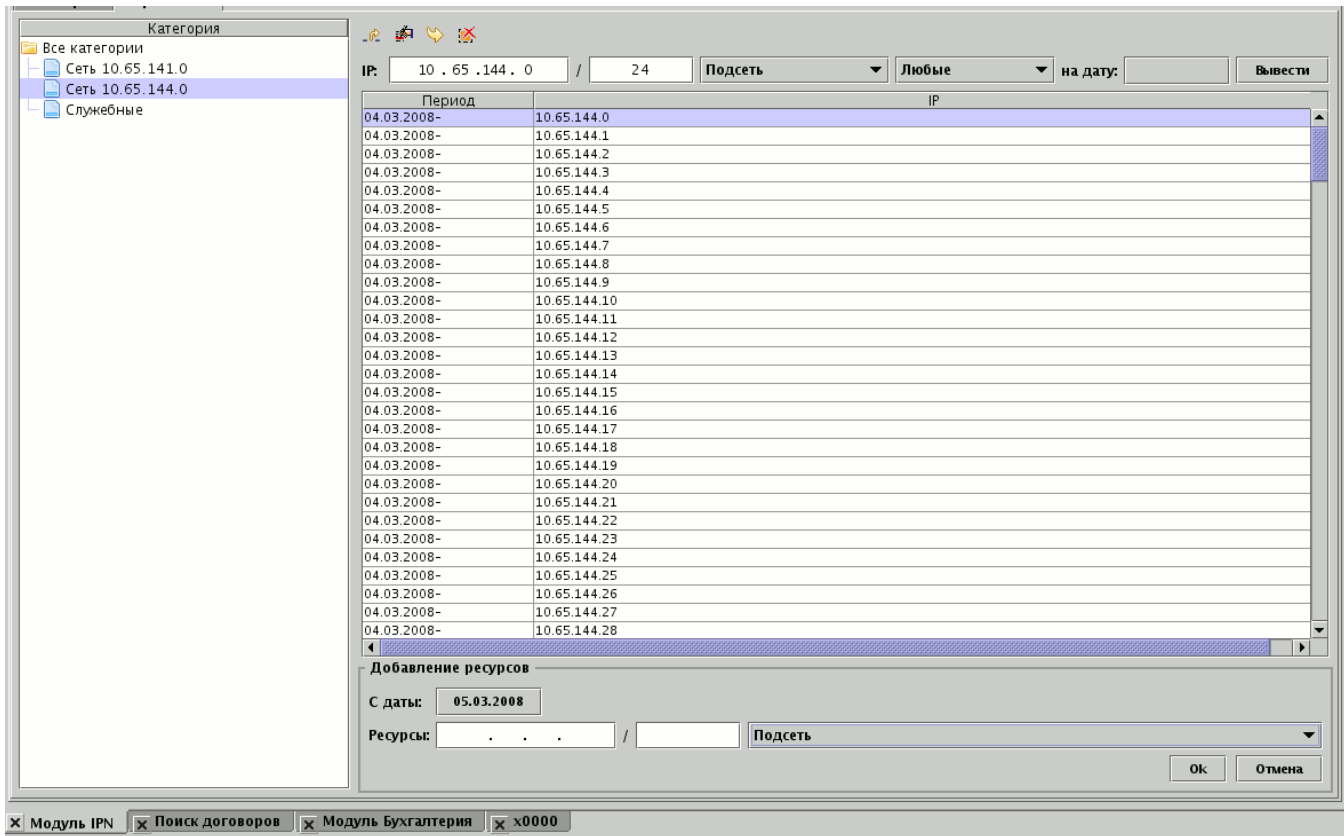 Категория
Все категории
Сеть 10.65.141.0
Сеть 10.65.144.0
Служебные
IP: 10 . 65 .144 . 0 / 24 Подсеть Любые на дату: Вывести
Период IP
04.03.2008- 10.65.144.0
04.03.2008- 10.65.144.1
04.03.2008- 10.65.144.2
04.03.2008- 10.65.144.3
04.03.2008- 10.65.144.4
04.03.2008- 10.65.144.5
04.03.2008- 10.65.144.6
04.03.2008- 10.65.144.7
04.03.2008- 10.65.144.8
04.03.2008- 10.65.144.9
04.03.2008- 10.65.144.10
04.03.2008- 10.65.144.11
04.03.2008- 10.65.144.12
04.03.2008- 10.65.144.13
04.03.2008- 10.65.144.14
04.03.2008- 10.65.144.15
04.03.2008- 10.65.144.16
04.03.2008- 10.65.144.17
04.03.2008- 10.65.144.18
04.03.2008- 10.65.144.19
04.03.2008- 10.65.144.20
04.03.2008- 10.65.144.21
04.03.2008- 10.65.144.22
04.03.2008- 10.65.144.23
04.03.2008- 10.65.144.24
04.03.2008- 10.65.144.25
04.03.2008- 10.65.144.26
04.03.2008- 10.65.144.27
04.03.2008- 10.65.144.28
Добавление ресурсов
С даты: 05.03.2008
Ресурсы: . . . / Подсеть
Ok Отмена
Модуль IPN Поиск договоров Модуль Бухгалтерия x0000